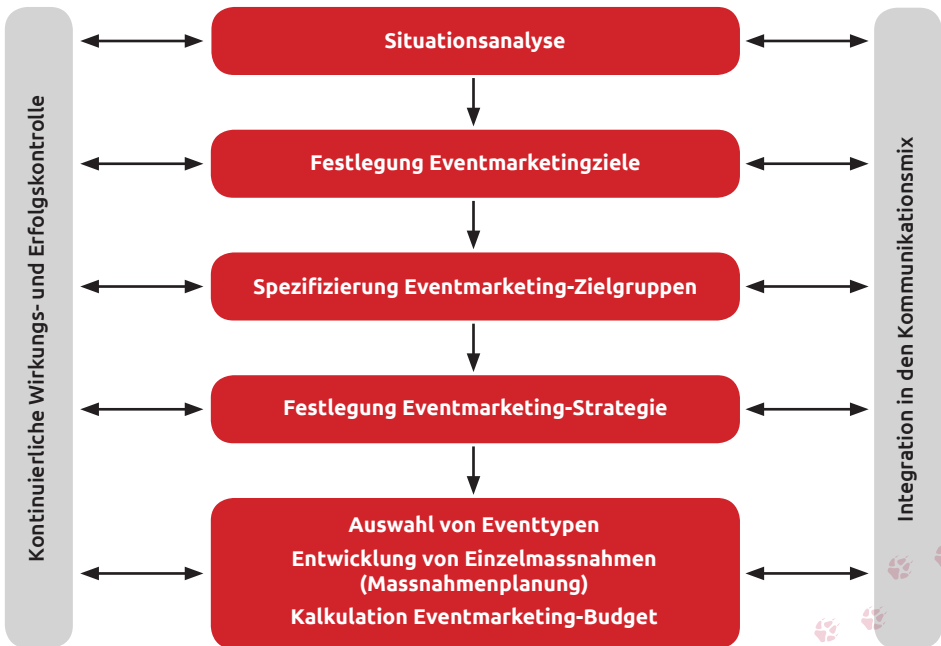 Kontinuierliche Wirkungs- und Erfolgskontrolle
Situationsanalyse
Festlegung Eventmarketingziele
Spezifizierung Eventmarketing-Zielgruppen
Festlegung Eventmarketing-Strategie
Auswahl von Eventtypen
Entwicklung von Einzelmassnahmen
(Massnahmenplanung)
Kalkulation Eventmarketing-Budget
Integration in den Kommunikationsmix